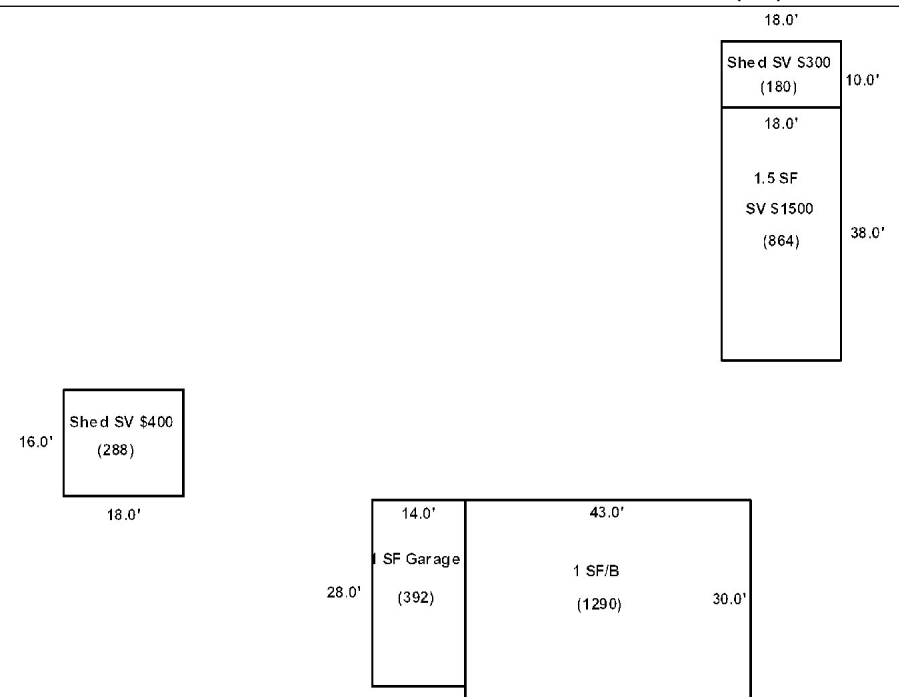 18.0'
Shed SV S300
(180)
10.0'
18.0'
1.5 SF
SV S1500
(864)
38.0'
Shed SV $400
(288)
16.0'
18.0'
14.0'
43.0'
1 SF Garage
(392)
28.0'
1 SF/B
(1290)
30.0'